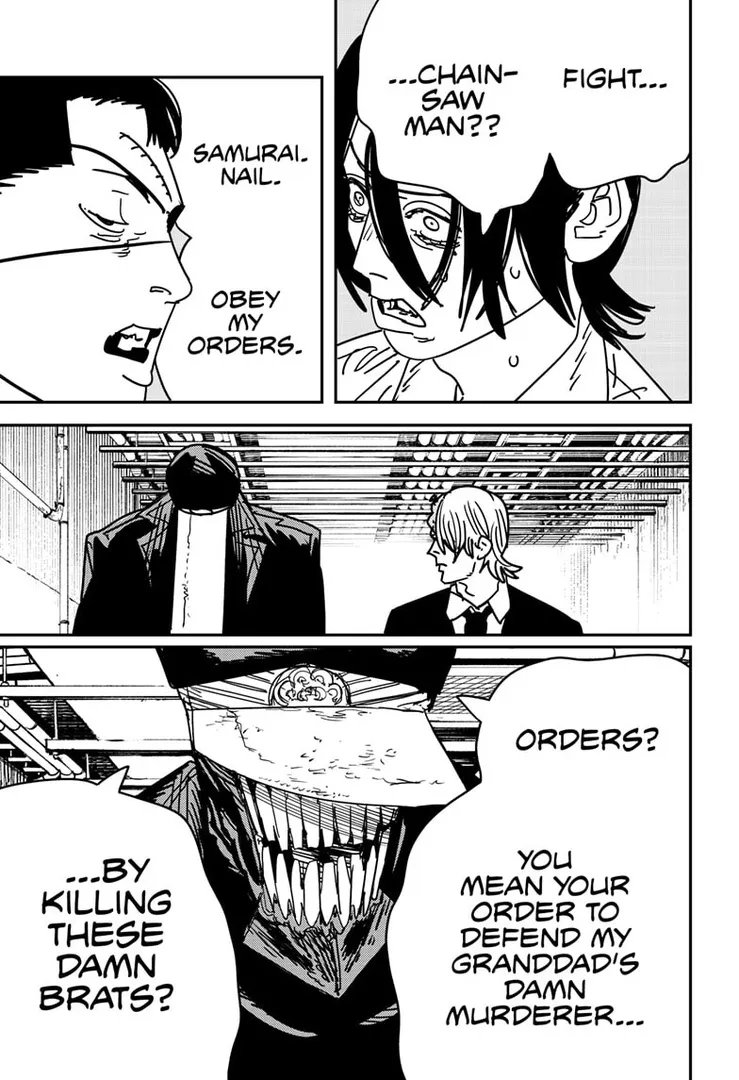 FIGHT...
...CHAIN-
SAW
MAN??
SAMURAI.
NAIL.
OBEY
MY
ORDERS.
ORDERS?
YOU
MEAN YOUR
ORDER TO
DEFEND MY
GRANDDAD'S
DAMN
MURDERER...
...BY
KILLING
THESE
DAMN
BRATS?